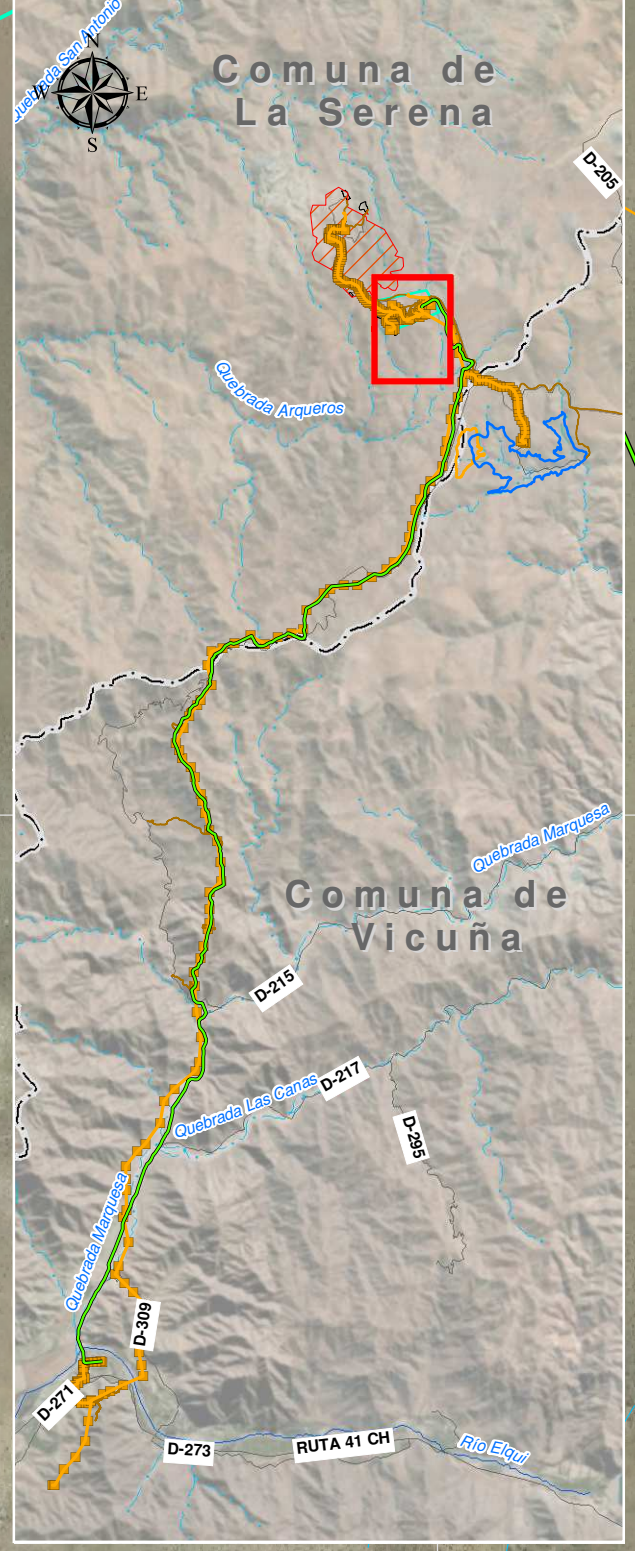 Quebrada San Antonio
N
W
E
S
Comuna de
La Serena
D-205
Quebrada Arqueros
Quebrada Marquesa
Comuna de
Vicuña
D-215
D-217
Quebrada Las Canas
D-295
Quebrada Marquesa
D-309
D-271
D-273
RUTA 41 CH
Río Elqui